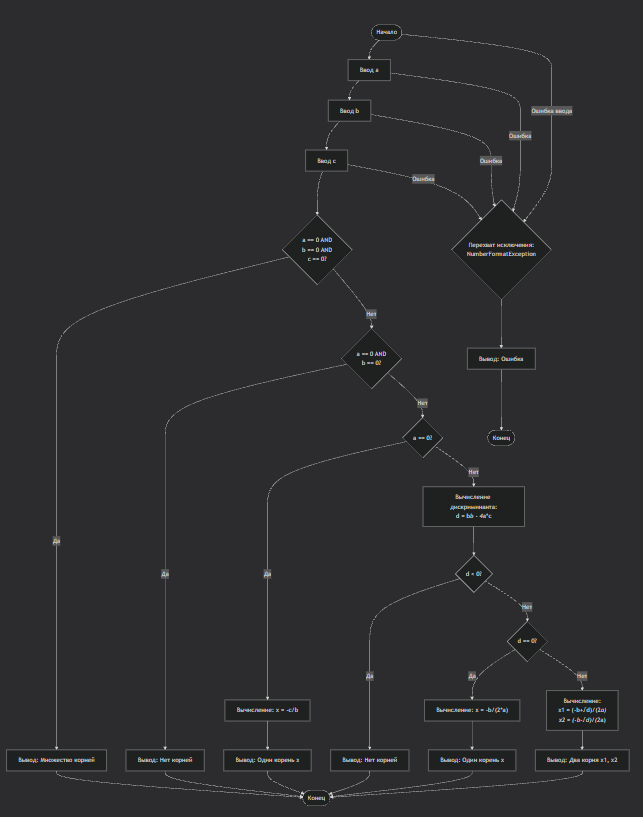 Начало
Ввод a
Ошибка ввода
Ввод b
Ошибка
Ввод c
Ошибка
Ошибка
a == 0 AND
b == 0 AND
c == 0?
Перехват исключения:
NumberFormatException
Нет
a == 0 AND
b == 0?
Вывод: Ошибка
Нет
a == 0?
Конец
Нет
Вычисление
дискриминанта:
d = bb - 4a*c
Да
Да
Да
d < 0?
Нет
d == 0?
Да
Да
Нет
Вычисление: x = -c/b
Вычисление: x = -b/(2*a)
Вычисление:
x1 = (-b+√d)/(2a)
x2 = (-b-√d)/(2a)
Вывод: Множество корней
Вывод: Нет корней
Вывод: Один корень x
Вывод: Нет корней
Вывод: Один корень x
Вывод: Два корня x1, x2
Конец